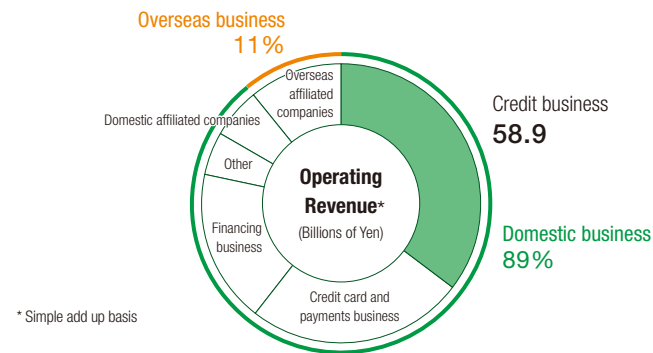 Overseas business
11%
Overseas
affiliated
companies
Domestic affiliated companies
Other
Financing
business
Credit card and
payments business
Operating
Revenue*
(Billions of Yen)
Credit business
58.9
Domestic business
89%
* Simple add up basis